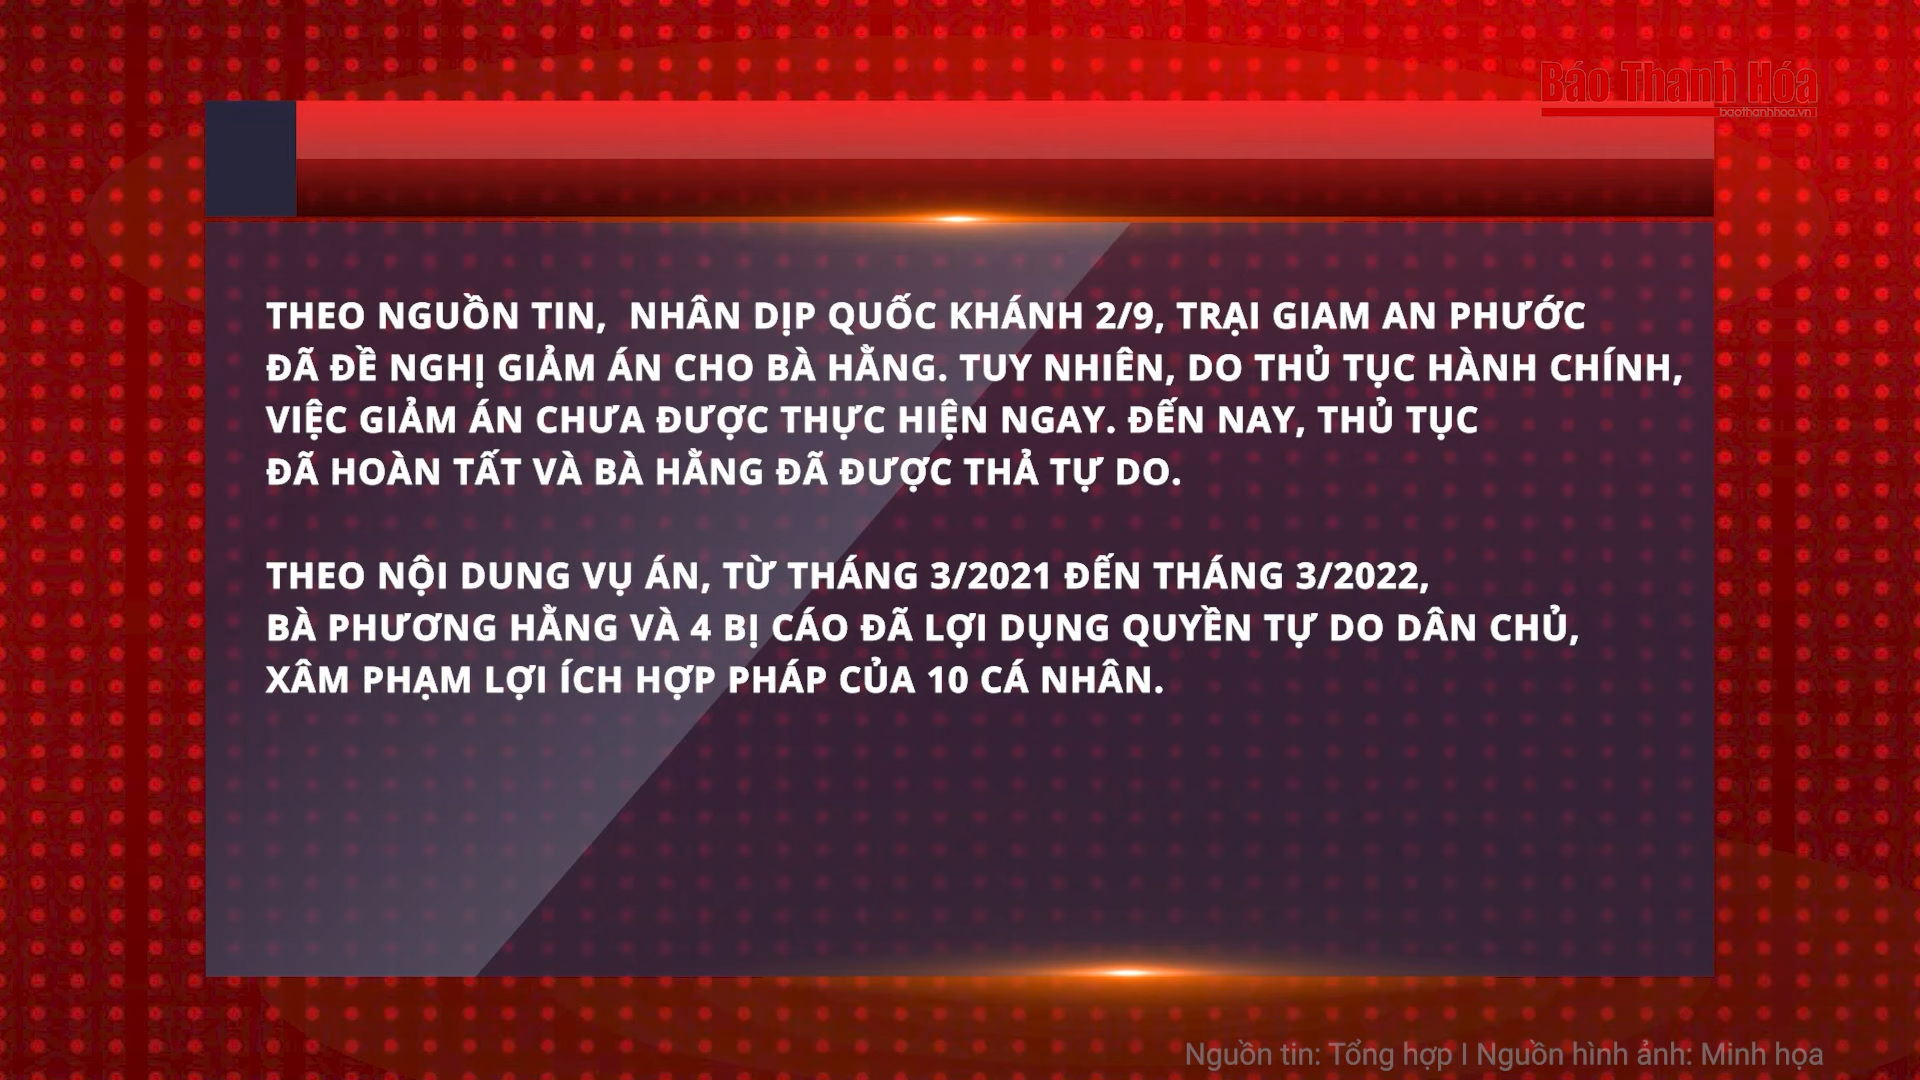 Báo Thanh Hóa
baothanhhoa.vn
THEO NGUỒN TIN, NHÂN DỊP QUỐC KHÁNH 2/9, TRẠI GIAM AN PHƯỚC
ĐÃ ĐỀ NGHỊ GIẢM ÁN CHO BÀ HẰNG. TUY NHIÊN, DO THỦ TỤC HÀNH CHÍNH,
VIỆC GIẢM ÁN CHƯA ĐƯỢC THỰC HIỆN NGAY. ĐẾN NAY, THỦ TỤC
ĐÃ HOÀN TẤT VÀ BÀ HẰNG ĐÃ ĐƯỢC THẢ TỰ DO.
THEO NỘI DUNG VỤ ÁN, TỪ THÁNG 3/2021 ĐẾN THÁNG 3/2022,
BÀ PHƯƠNG HẰNG VÀ 4 BỊ CÁO ĐÃ LỢI DỤNG QUYỀN TỰ DO DÂN CHỦ,
XÂM PHẠM LỢI ÍCH HỢP PHÁP CỦA 10 CÁ NHÂN.
Nguồn tin: Tổng hợp I Nguồn hình ảnh: Minh họa